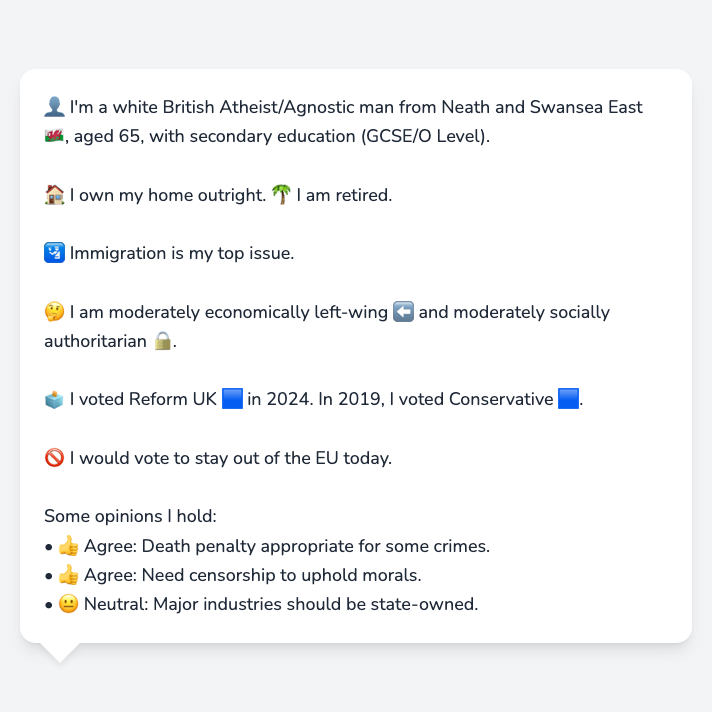 👤 I'm a white British Atheist/Agnostic man from Neath and Swansea East
🏴󠁧󠁢󠁷󠁬󠁳󠁿, aged 65, with secondary education (GCSE/O Level).
🏠 I own my home outright. 🌴 I am retired.
🛂 Immigration is my top issue.
🤔 I am moderately economically left-wing ⬅️ and moderately socially
authoritarian 🔒.
🗳️ I voted Reform UK 🟦 in 2024. In 2019, I voted Conservative 🟦.
🚫 I would vote to stay out of the EU today.
Some opinions I hold:
• 👍 Agree: Death penalty appropriate for some crimes.
• 👍 Agree: Need censorship to uphold morals.
• 😐 Neutral: Major industries should be state-owned.